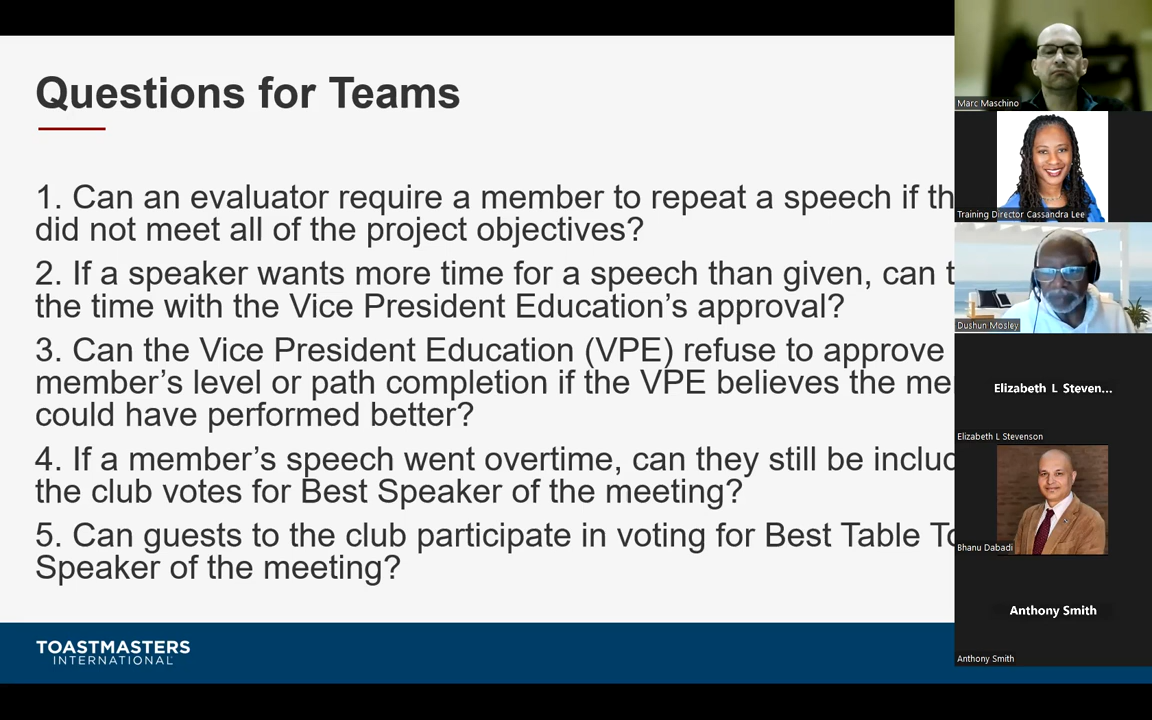 Questions for Teams
1. Can an evaluator require a member to repeat a speech if th
did not meet all of the project objectives?
2. If a speaker wants more time for a speech than given, can t
the time with the Vice President Education’s approval?
3. Can the Vice President Education (VPE) refuse to approve
member’s level or path completion if the VPE believes the me
could have performed better?
4. If a member’s speech went overtime, can they still be includ
the club votes for Best Speaker of the meeting?
5. Can guests to the club participate in voting for Best Table To
Speaker of the meeting?
TOASTMASTERS
INTERNATIONAL
Marc Maschino
Training Director Cassandra Lee
Dushun Mosley
Elizabeth L Steven...
Elizabeth L Stevenson
Bhanu Dabadi
Anthony Smith
Anthony Smith